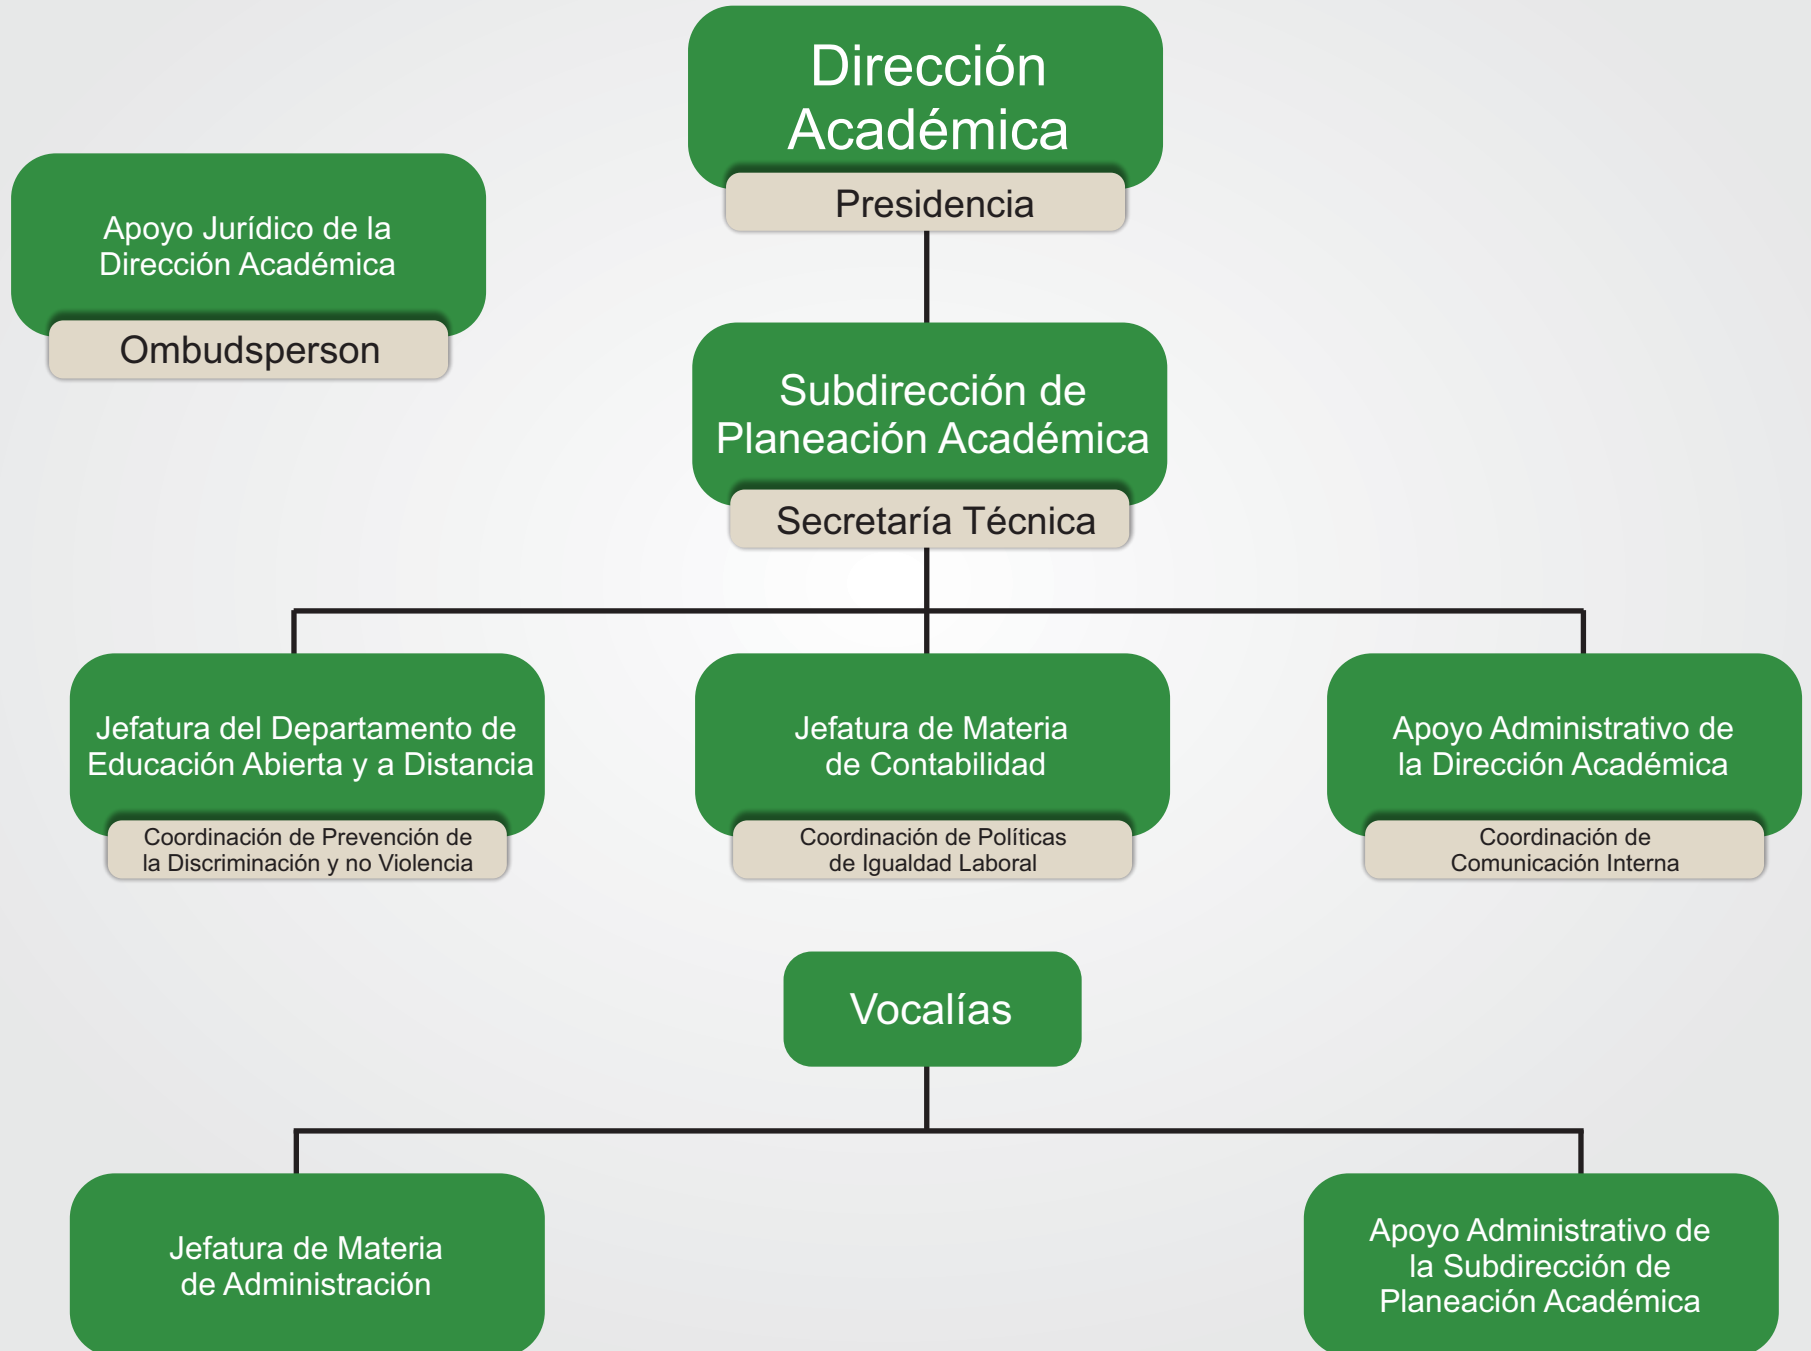 Dirección
Académica
Presidencia
Apoyo Jurídico de la
Dirección Académica
Ombudsperson
Subdirección de
Planeación Académica
Secretaría Técnica
Jefatura del Departamento de
Educación Abierta y a Distancia
Coordinación de Prevención de
la Discriminación y no Violencia
Jefatura de Materia
de Contabilidad
Coordinación de Políticas
de Igualdad Laboral
Apoyo Administrativo de
la Dirección Académica
Coordinación de
Comunicación Interna
Vocalías
Jefatura de Materia
de Administración
Apoyo Administrativo de
la Subdirección de
Planeación Académica